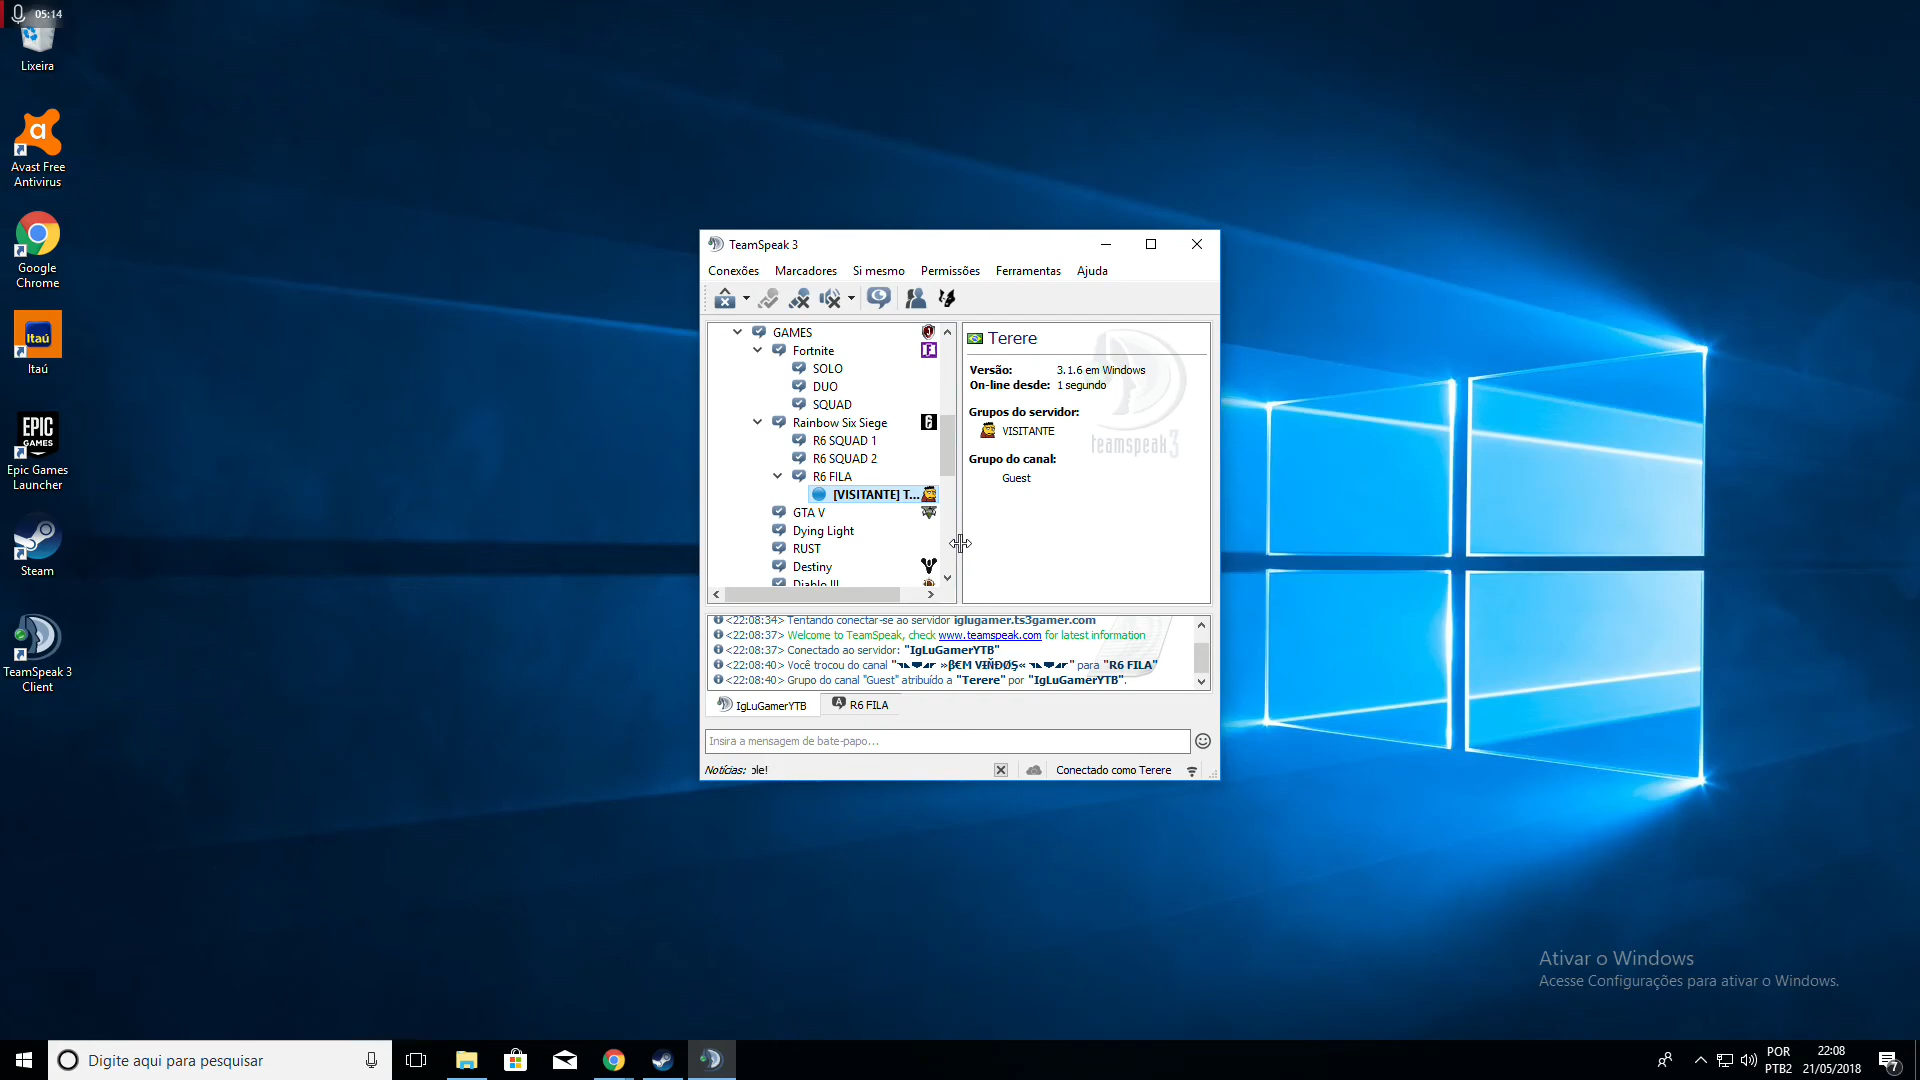 05:14
Lixeira
Avast Free
Antivirus
Google
Chrome
Itaú
Itaú
EPIC
GAMES
Epic Games
Launcher
Steam
TeamSpeak 3
Client
TeamSpeak 3
Conexões Marcadores Si mesmo Permissões Ferramentas Ajuda
GAMES
Fortnite
SOLO
DUO
SQUAD
Rainbow Six Siege
R6 SQUAD 1
R6 SQUAD 2
R6 FILA
[VISITANTE] T...
GTA V
Dying Light
RUST
Destiny
Diablo III
Terere
Versão: 3.1.6 em Windows
On-line desde: 1 segundo
Grupos do servidor:
VISITANTE
Grupo do canal:
Guest
teamspeak3
<22:08:34> Tentando conectar-se ao servidor iglugamer.ts3gamer.com
<22:08:37> Welcome to TeamSpeak, check www.teamspeak.com for latest information
<22:08:37> Conectado ao servidor: "IgLuGamerYTB"
<22:08:40> Você trocou do canal " para "R6 FILA"
<22:08:40> Grupo do canal "Guest" atribuído a "Terere" por "IgLuGamerYTB".
IgLuGamerYTB R6 FILA
Insira a mensagem de bate-papo...
Notícias: ole! Conectado como Terere
Ativar o Windows
Acesse Configurações para ativar o Windows.
Digite aqui para pesquisar
POR
PTB2
22:08
21/05/2018
7